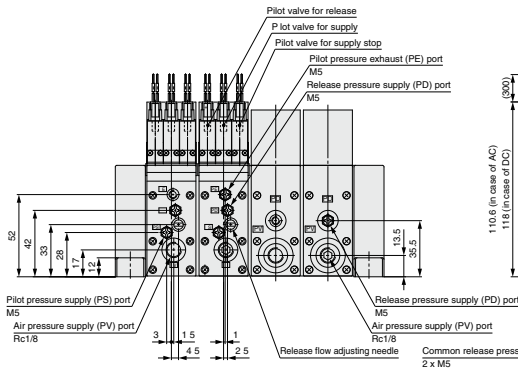 Pilot valve for release
P lot valve for supply
Pilot valve for supply stop
Pilot pressure exhaust (PE) port
M5
Release pressure supply (PD) port
M5
(300)
110.6 (in case of AC)
118 (in case of DC)
52
42
33
28
17
12
13.5
35.5
Pilot pressure supply (PS) port
M5
Air pressure supply (PV) port
Rc1/8
3
1 5
4 5
1
2 5
Release flow adjusting needle
Release pressure supply (PD) port
M5
Air pressure supply (PV) port
Rc1/8
Common release press
2 x M5